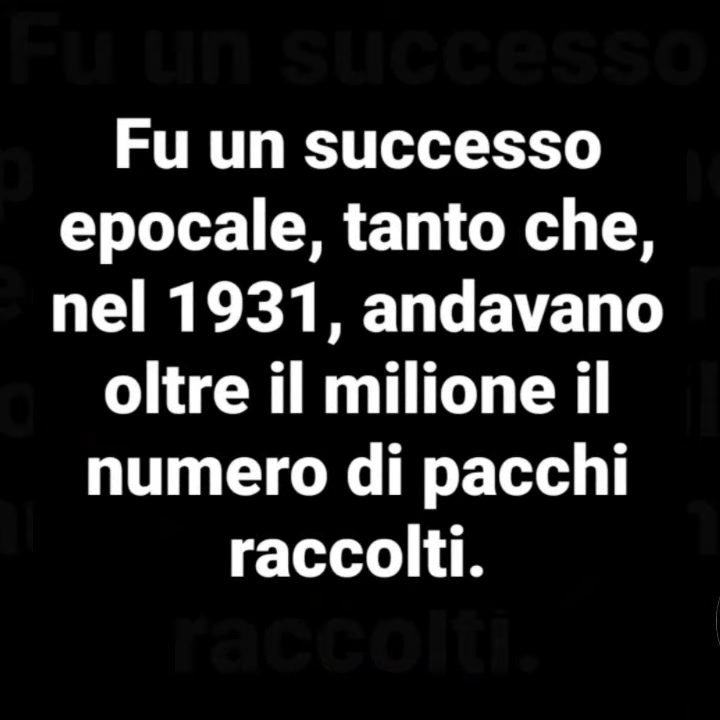 Fu un successo
epocale, tanto che,
nel 1931, andavano
oltre il milione il
numero di pacchi
raccolti.